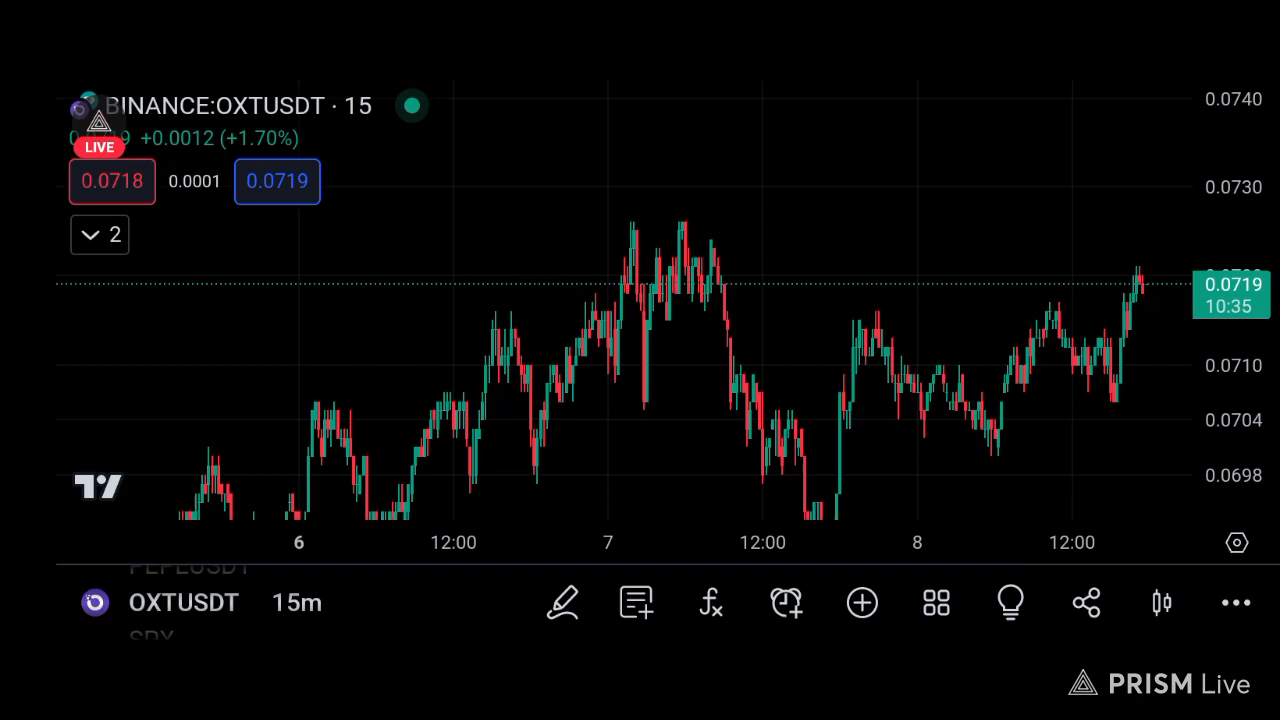 BINANCE:OXTUSDT · 15
+0.0012 (+1.70%)
LIVE
0.0718 0.0001 0.0719
2
0.0740
0.0730
0.0719
10:35
0.0710
0.0704
0.0698
6 12:00 7 12:00 8 12:00
OXTUSDT 15m
PRISM Live